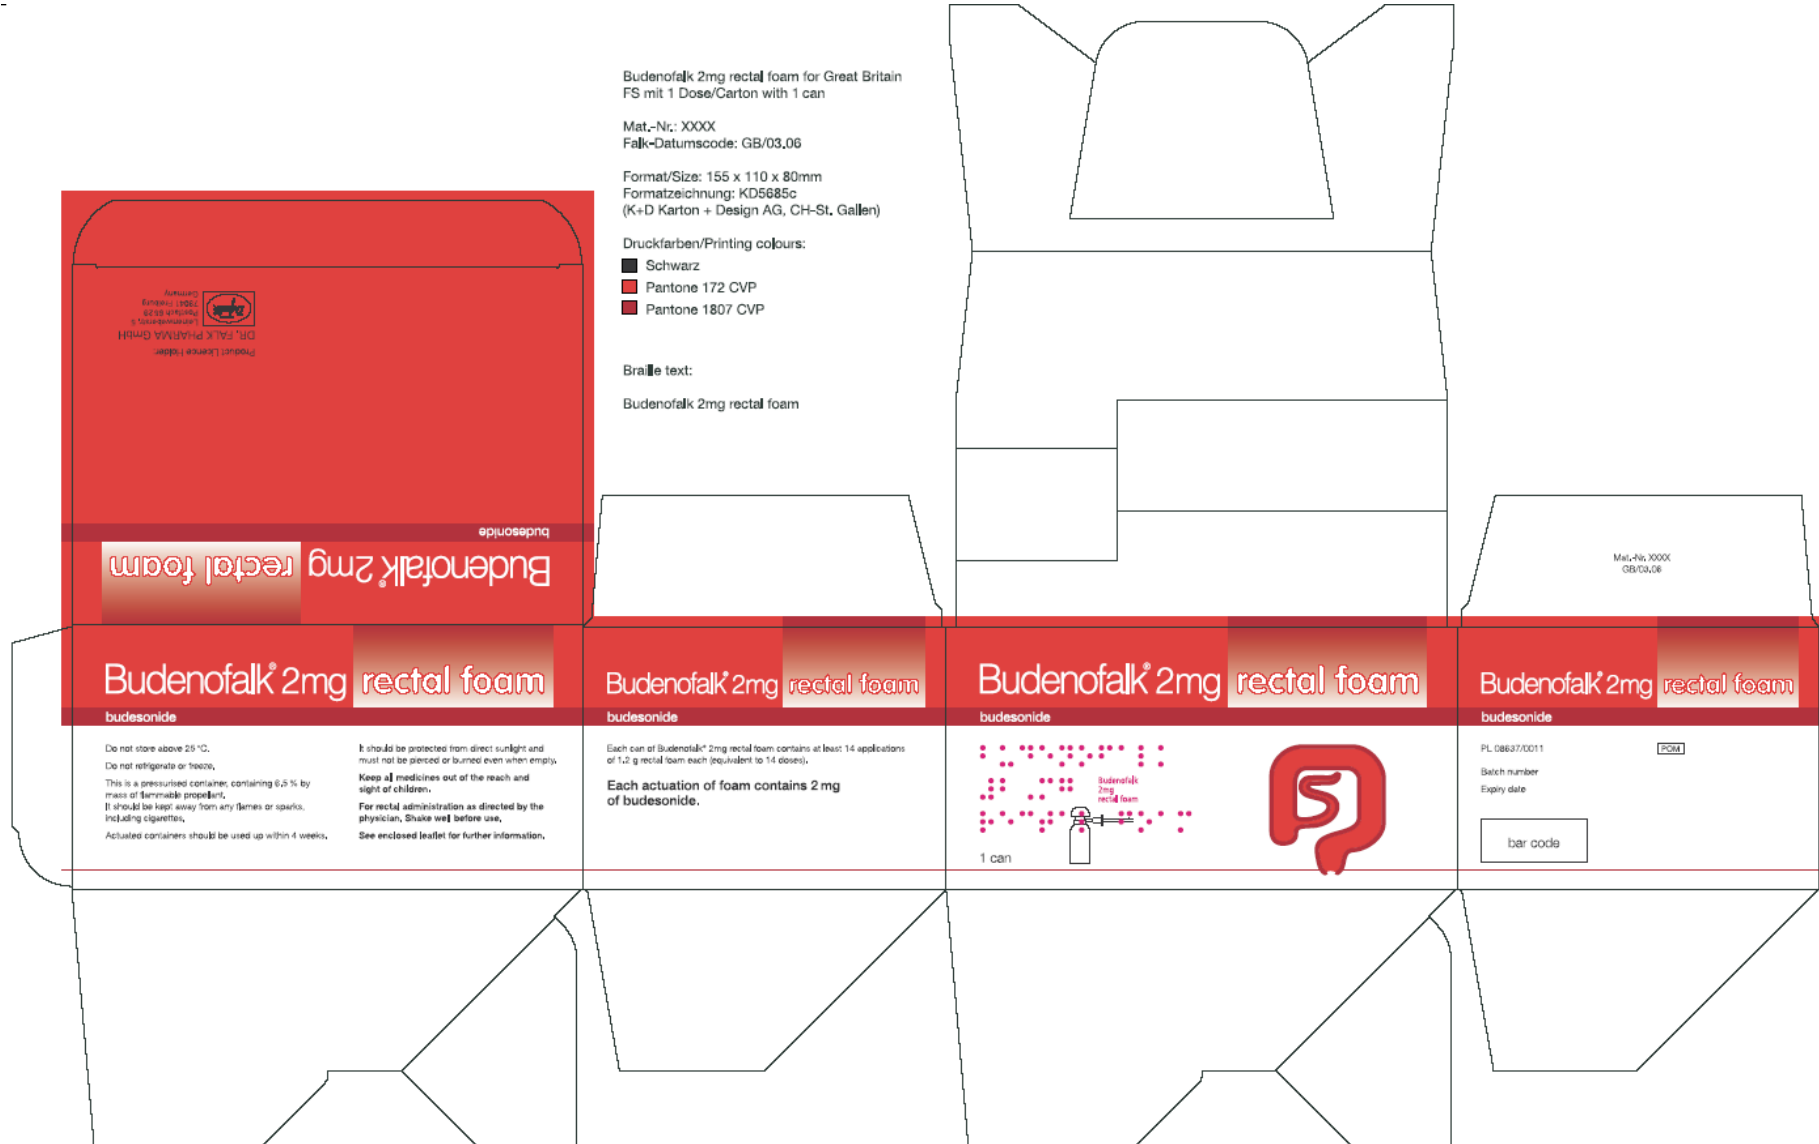 Budenofalk 2mg rectal foam for Great Britain
FS mit 1 Dose/Carton with 1 can
Mat.-Nr.: XXXX
Falk-Datumscode: GB/03.06
Format/Size: 155 x 110 x 80mm
Formatzeichnung: KD5685c
(K+D Karton + Design AG, CH-St. Gallen)
Druckfarben/Printing colours:
Schwarz
Pantone 172 CVP
Pantone 1807 CVP
Braille text:
Budenofalk 2mg rectal foam
Product Licence Holder:
DR. FALK PHARMA GmbH
Leinenweberstr. 5
Postfach 6529
79041 Freiburg
Germany
Budenofalk® 2mg rectal foam
budesonide
Mat.-Nr. XXXX
GB/03.06
Budenofalk® 2mg rectal foam
budesonide
Do not store above 25 °C.
Do not refrigerate or freeze.
This is a pressurised container, containing 6.5 % by
mass of flammable propellant.
It should be kept away from any flames or sparks,
including cigarettes.
Actuated containers should be used up within 4 weeks.
It should be protected from direct sunlight and
must not be pierced or burned even when empty.
Keep all medicines out of the reach and
sight of children.
For rectal administration as directed by the
physician. Shake well before use.
See enclosed leaflet for further information.
Budenofalk® 2mg rectal foam
budesonide
Each can of Budenofalk® 2mg rectal foam contains at least 14 applications
of 1.2 g rectal foam each (equivalent to 14 doses).
Each actuation of foam contains 2 mg
of budesonide.
Budenofalk® 2mg rectal foam
budesonide
Budenofalk
2mg
rectal foam
1 can
Budenofalk® 2mg rectal foam
budesonide
PL 08637/0011
POM
Batch number
Expiry date
bar code